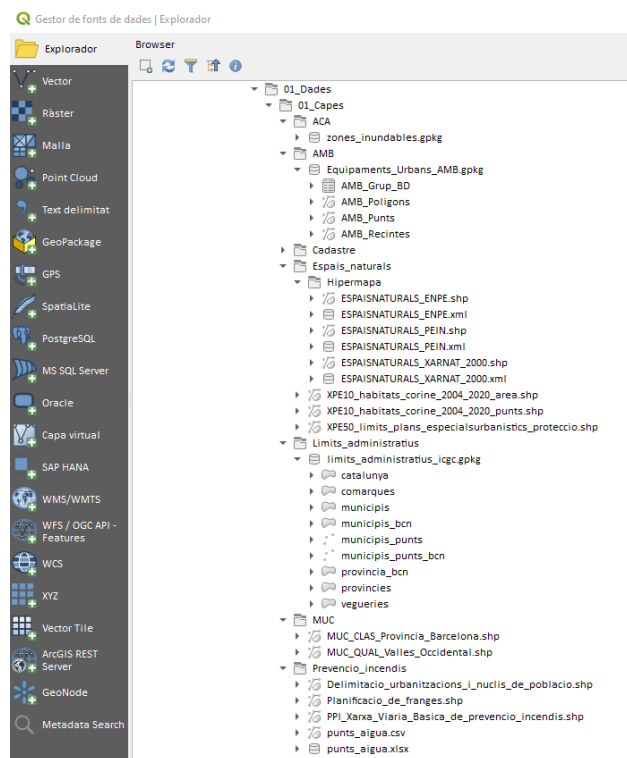 Gestor de fonts de dades | Explorador
Explorador
Vector
Ràster
Malla
Point Cloud
Text delimitat
GeoPackage
GPS
SpatiaLite
PostgreSQL
MS SQL Server
Oracle
Capa virtual
SAP HANA
WMS/WMTS
WFS / OGC API -
Features
WCS
XYZ
Vector Tile
ArcGIS REST
Server
GeoNode
Metadata Search
Browser
01_Dades
01_Capes
ACA
zones_inundables.gpkg
AMB
Equipaments_Urbans_AMB.gpkg
AMB_Grup_BD
AMB_Poligons
AMB_Punts
AMB_Recintes
Cadastre
Espais_naturals
Hipermapa
ESPAISNATURALS_ENPE.shp
ESPAISNATURALS_ENPE.xml
ESPAISNATURALS_PEIN.shp
ESPAISNATURALS_PEIN.xml
ESPAISNATURALS_XARNAT_2000.shp
ESPAISNATURALS_XARNAT_2000.xml
XPE10_habitats_corine_2004_2020_area.shp
XPE10_habitats_corine_2004_2020_punts.shp
XPE50_limits_plans_especialsurbanistics_proteccio.shp
Limits_administratius
limits_administratius_icgc.gpkg
catalunya
comarques
municipis
municipis_bcn
municipis_punts
municipis_punts_bcn
provincia_bcn
provincies
vegueries
MUC
MUC_CLAS_Provincia_Barcelona.shp
MUC_QUAL_Valles_Occidental.shp
Prevencio_incendis
Delimitacio_urbanitzacions_i_nuclis_de_poblacio.shp
Planificacio_de_franges.shp
PPI_Xarxa_Viaria_Basica_de_prevencio_incendis.shp
punts_aigua.csv
punts_aigua.xlsx